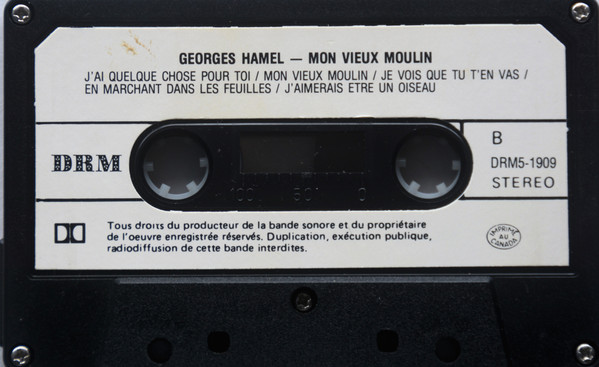 GEORGES HAMEL — MON VIEUX MOULIN
J'AI QUELQUE CHOSE POUR TOI / MON VIEUX MOULIN / JE VOIS QUE TU T'EN VAS /
EN MARCHANT DANS LES FEUILLES / J'AIMERAIS ETRE UN OISEAU
DRM
B
DRM5-1909
STEREO
100 50 0
Tous droits du producteur de la bande sonore et du propriétaire
de l'oeuvre enregistrée réservés. Duplication, exécution publique,
radiodiffusion de cette bande interdites.
IMPRIMÉ
AU
CANADA